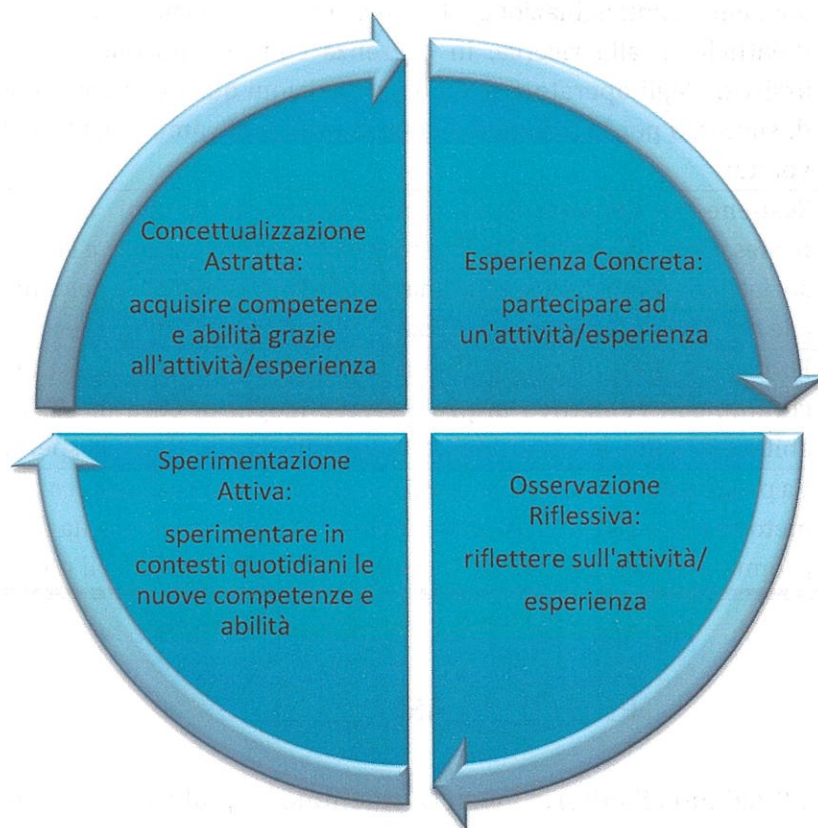 Concettualizzazione
Astratta:
acquisire competenze
e abilità grazie
all'attività/esperienza
Esperienza Concreta:
partecipare ad
un'attività/esperienza
Sperimentazione
Attiva:
sperimentare in
contesti quotidiani le
nuove competenze e
abilità
Osservazione
Riflessiva:
riflettere sull'attività/
esperienza